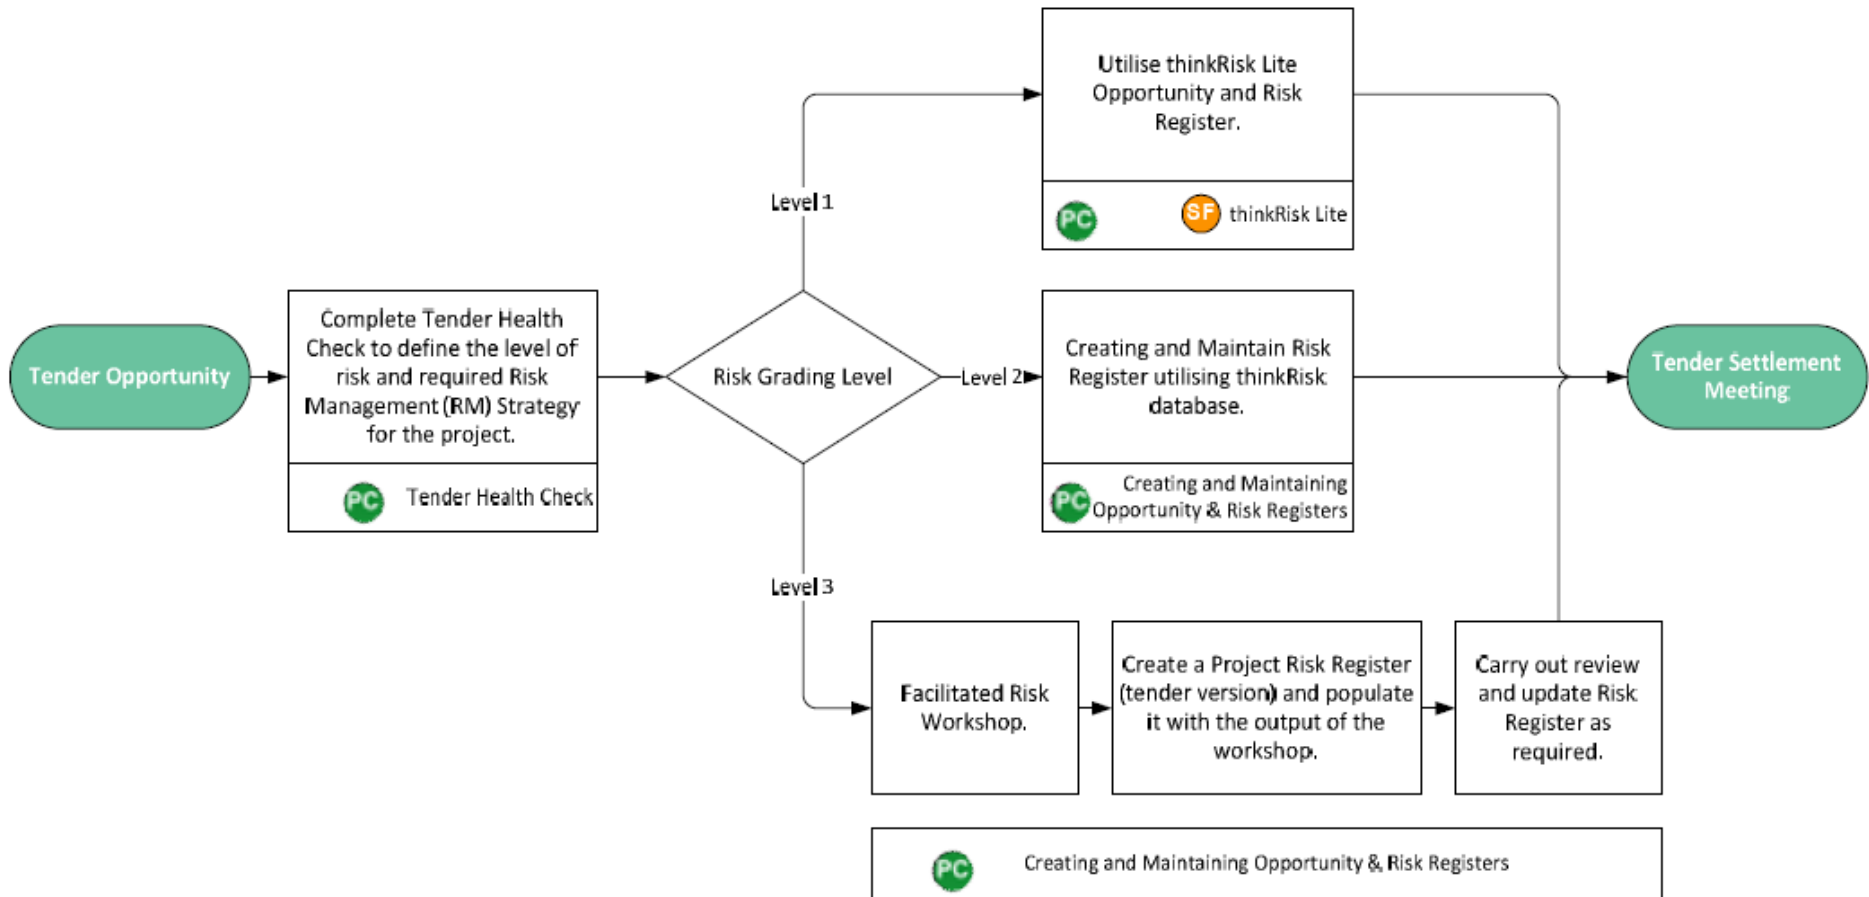 Utilise thinkRisk Lite
Opportunity and Risk
Register.
Level 1
PC
SF thinkRisk Lite
Tender Opportunity
Complete Tender Health
Check to define the level of
risk and required Risk
Management (RM) Strategy
for the project.
PC Tender Health Check
Risk Grading Level
Level 2
Creating and Maintain Risk
Register utilising thinkRisk
database.
PC Creating and Maintaining
Opportunity & Risk Registers
Tender Settlement
Meeting
Level 3
Facilitated Risk
Workshop.
Create a Project Risk Register
(tender version) and populate
it with the output of the
workshop.
Carry out review
and update Risk
Register as
required.
PC Creating and Maintaining Opportunity & Risk Registers